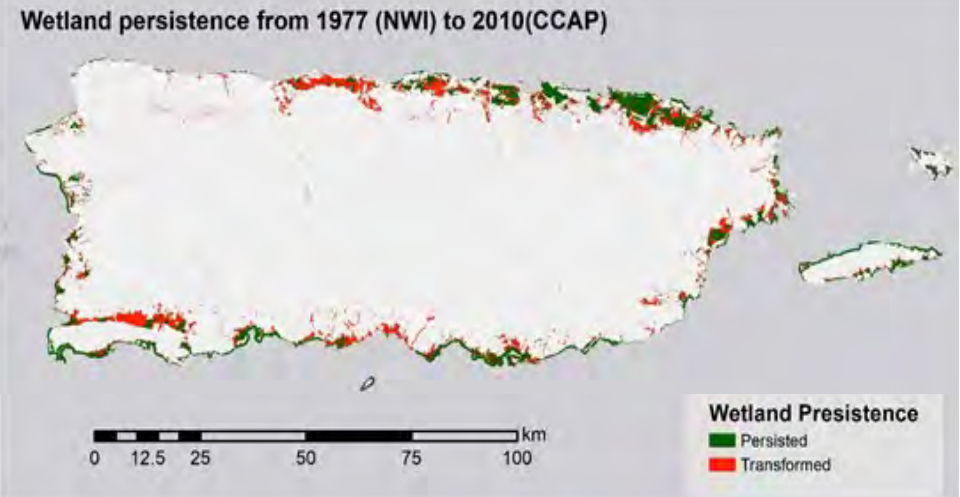 Wetland persistence from 1977 (NWI) to 2010(CCAP)
km
0 12.5 25 50 75 100
Wetland Presistence
Persisted
Transformed